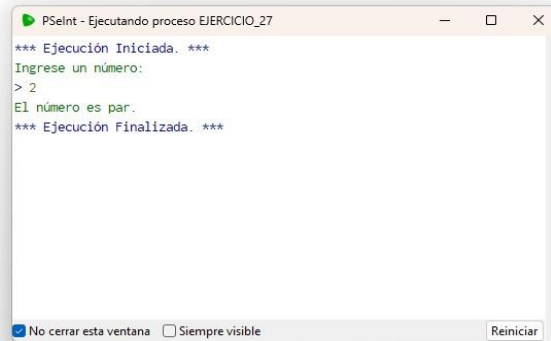 PSeInt - Ejecutando proceso EJERCICIO_27
*** Ejecución Iniciada. ***
Ingrese un número:
> 2
El número es par.
*** Ejecución Finalizada. ***
No cerrar esta ventana Siempre visible Reiniciar